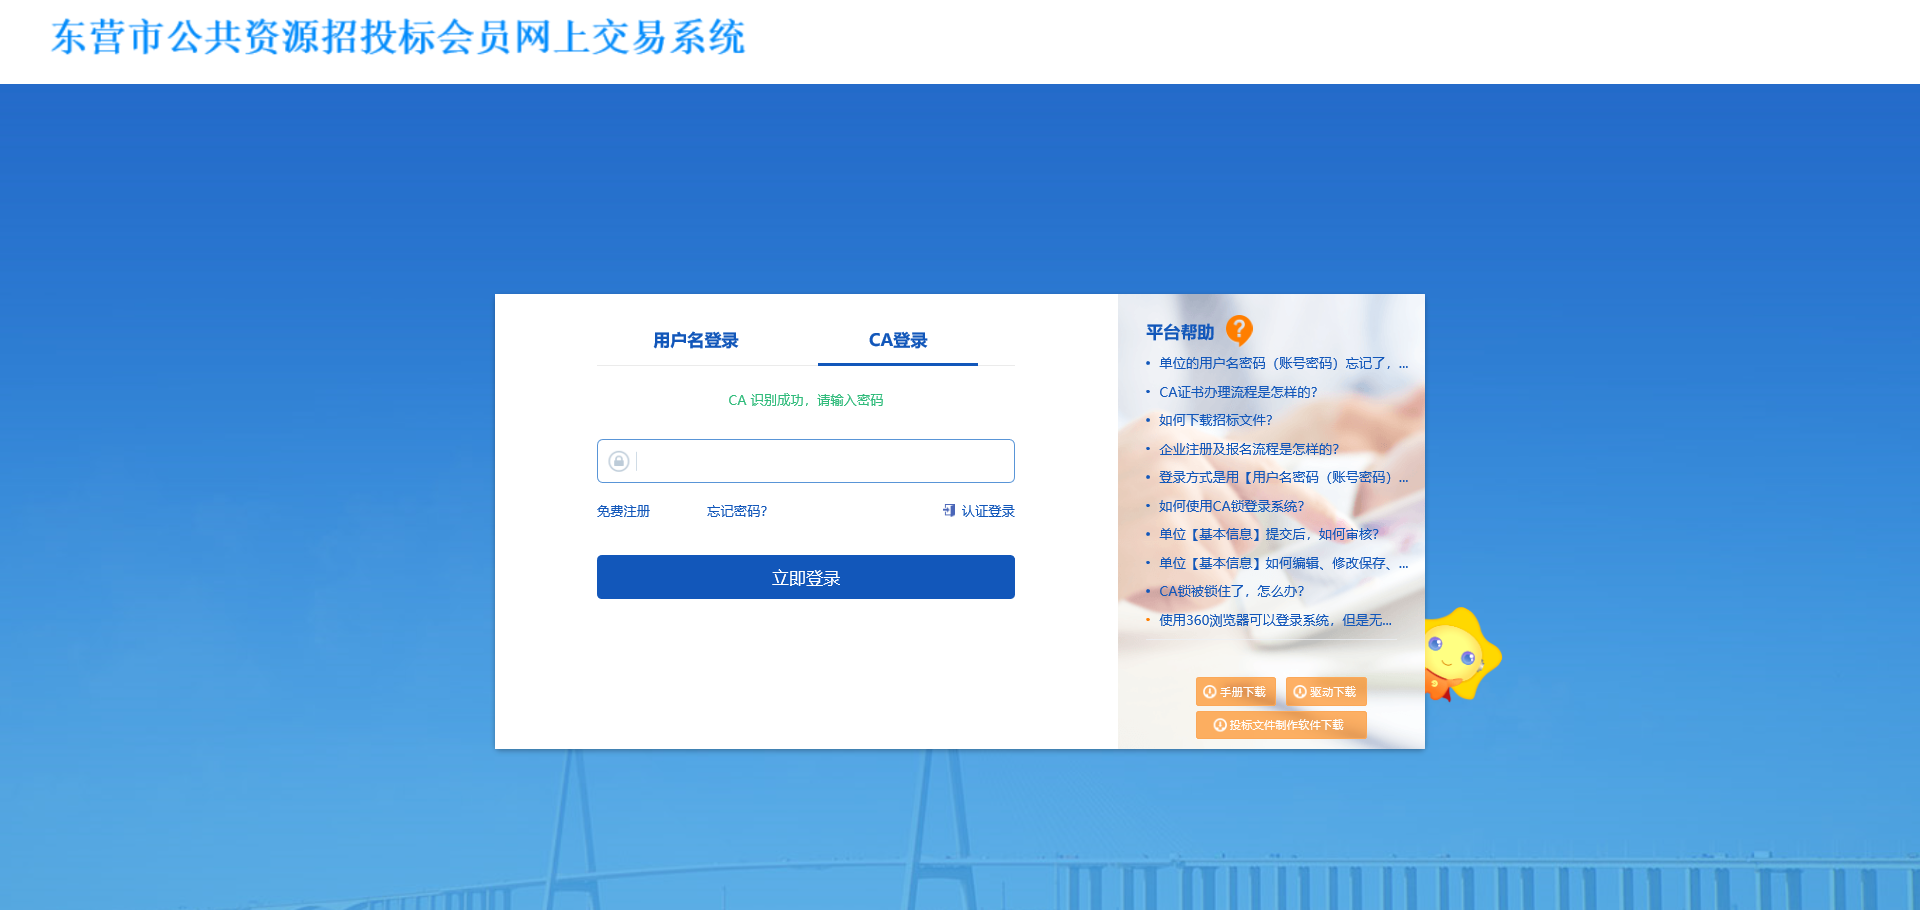 东营市公共资源招投标会员网上交易系统
用户名登录
CA登录
CA 识别成功，请输入密码
免费注册
忘记密码?
认证登录
立即登录
平台帮助
单位的用户名密码（账号密码）忘记了，...
CA证书办理流程是怎样的?
如何下载招标文件?
企业注册及报名流程是怎样的?
登录方式是用【用户名密码（账号密码）...
如何使用CA锁登录系统?
单位【基本信息】提交后，如何审核?
单位【基本信息】如何编辑、修改保存、...
CA锁被锁住了，怎么办?
使用360浏览器可以登录系统，但是无...
手册下载
驱动下载
投标文件制作软件下载